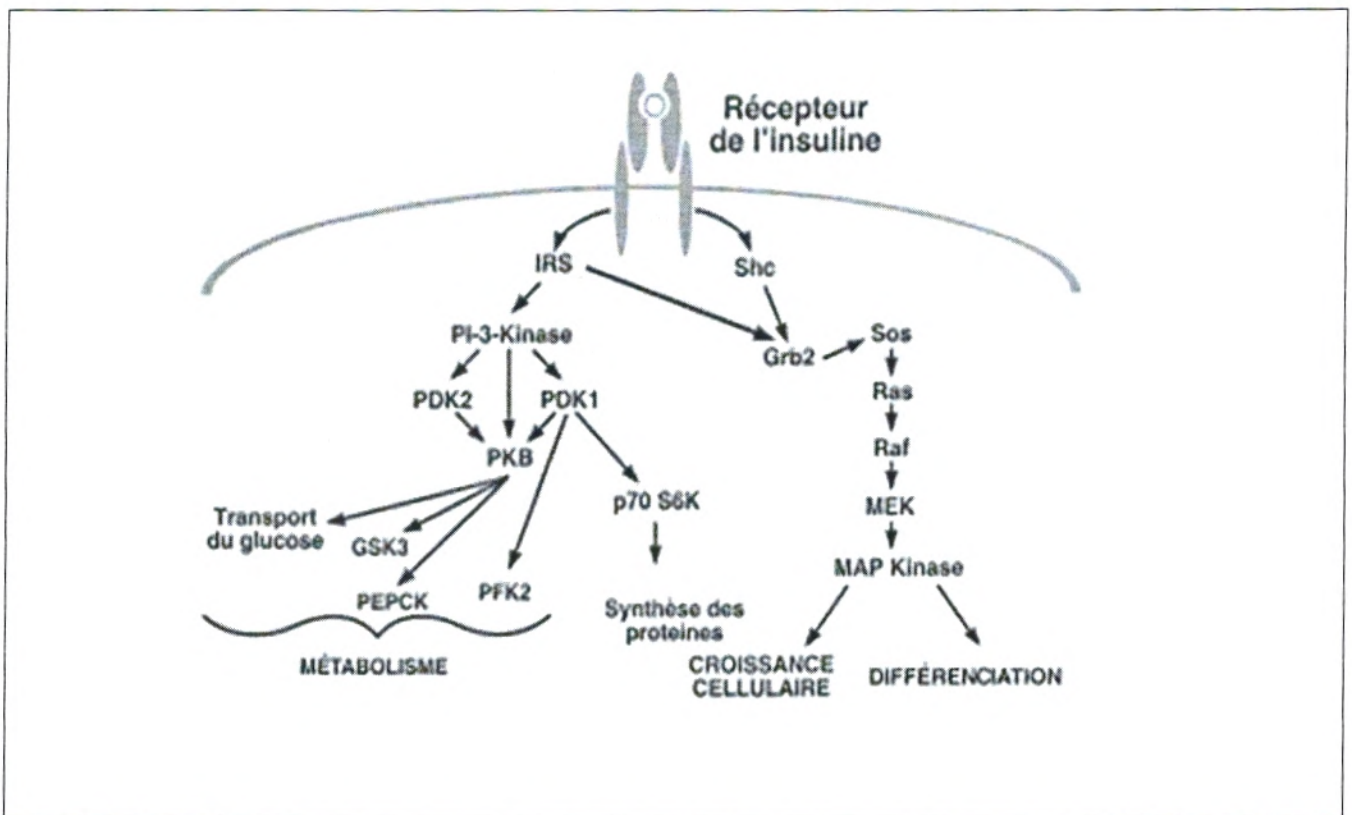 Récepteur
de l'insuline
IRS
Shc
PI-3-Kinase
Sos
Grb2
PDK2
PDK1
Ras
Raf
PKB
p70 S6K
MEK
Transport
du glucose
GSK3
MAP Kinase
PEPCK
PFK2
Synthèse des
proteines
MÉTABOLISME
CROISSANCE
CELLULAIRE
DIFFÉRENCIATION